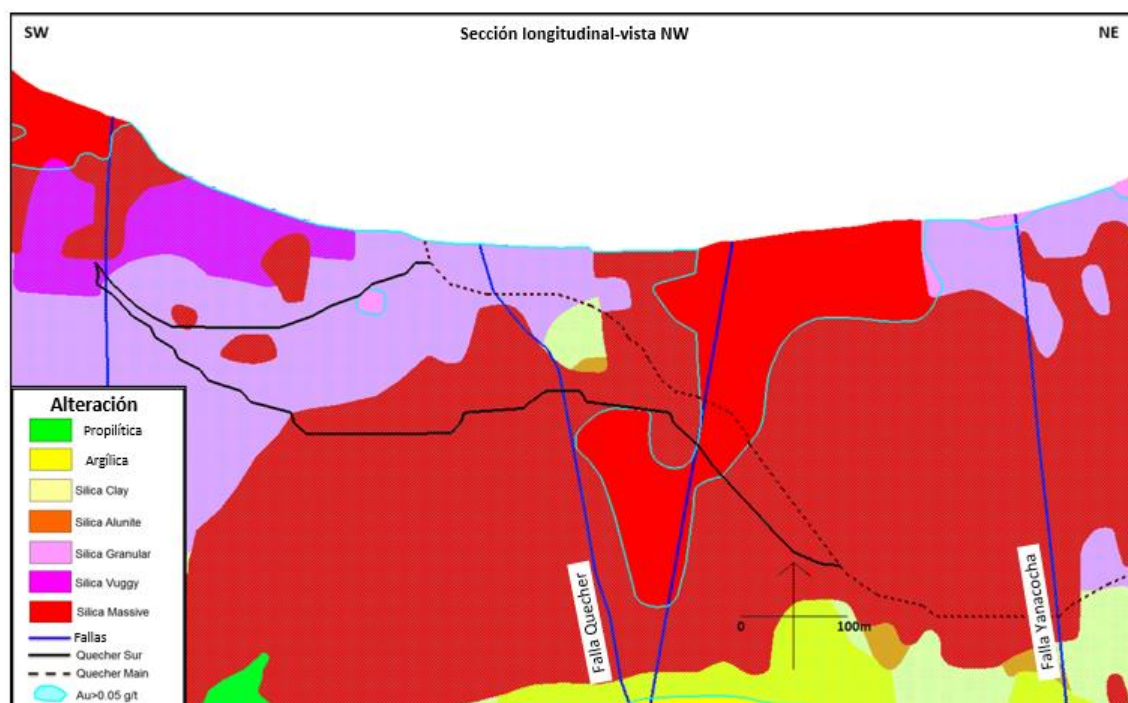 SW
Sección longitudinal-vista NW
NE
Alteración
Propilítica
Argílica
Silica Clay
Silica Alunite
Silica Granular
Silica Vuggy
Silica Massive
Fallas
Quecher Sur
Quecher Main
Au>0.05 g/t
Falla Quecher
0
100m
Falla Yanacocha